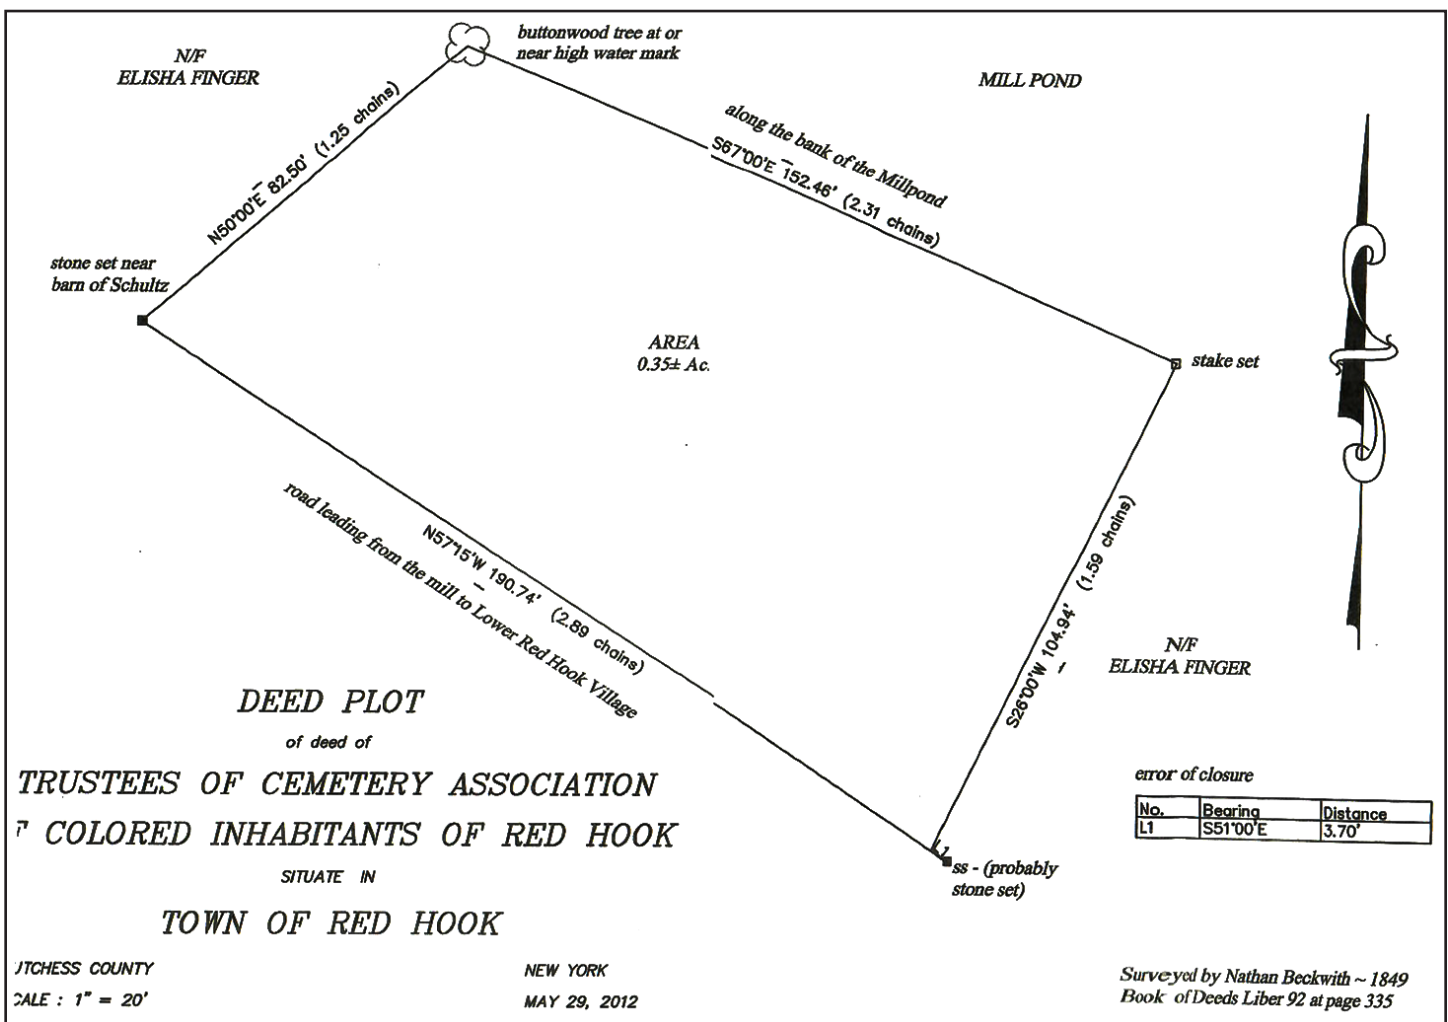 N/F
ELISHA FINGER
buttonwood tree at or
near high water mark
MILL POND
N50°00'E 82.50' (1.25 chains)
along the bank of the Millpond
S67°00'E 152.46' (2.31 chains)
stone set near
barn of Schultz
AREA
0.35± Ac.
stake set
N57°15'W 190.74' (2.89 chains)
road leading from the mill to Lower Red Hook Village
S26°00'W 104.94' (1.59 chains)
N/F
ELISHA FINGER
L1
ss - (probably
stone set)
error of closure
No. Bearing Distance
L1 S51°00'E 3.70'
DEED PLOT
of deed of
TRUSTEES OF CEMETERY ASSOCIATION
F COLORED INHABITANTS OF RED HOOK
SITUATE IN
TOWN OF RED HOOK
UTCHESS COUNTY
NEW YORK
CALE : 1" = 20'
MAY 29, 2012
Surveyed by Nathan Beckwith ~ 1849
Book of Deeds Liber 92 at page 335